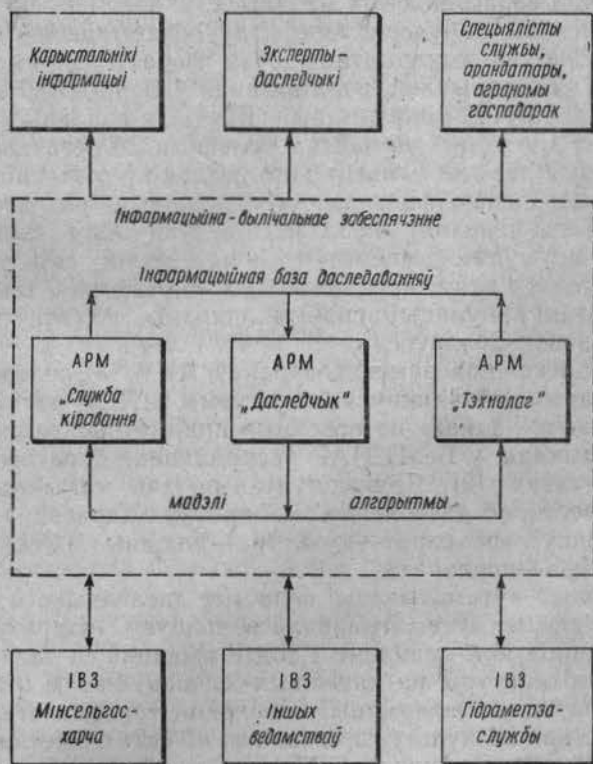 Карыстальнікі
інфармацыі
Эксперты-
даследчыкі
Спецыялісты
службы,
арандатары,
аграномы
гаспадарак
Інфармацыйна-вылічальнае забеспячэнне
Інфармацыйная база даследаванняў
АРМ
„Служба
кіравання"
АРМ
„Даследчык"
АРМ
„Тэхналаг"
мадэлі
алгарытмы
ІВЗ
Мінсельгас-
харча
ІВЗ
Іншых
ведамстваў
ІВЗ
Гідраметэа-
службы